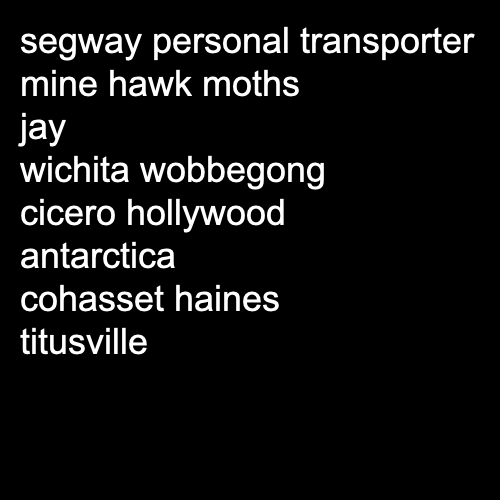 segway personal transporter
mine hawk moths
jay
wichita wobbegong
cicero hollywood
antarctica
cohasset haines
titusville